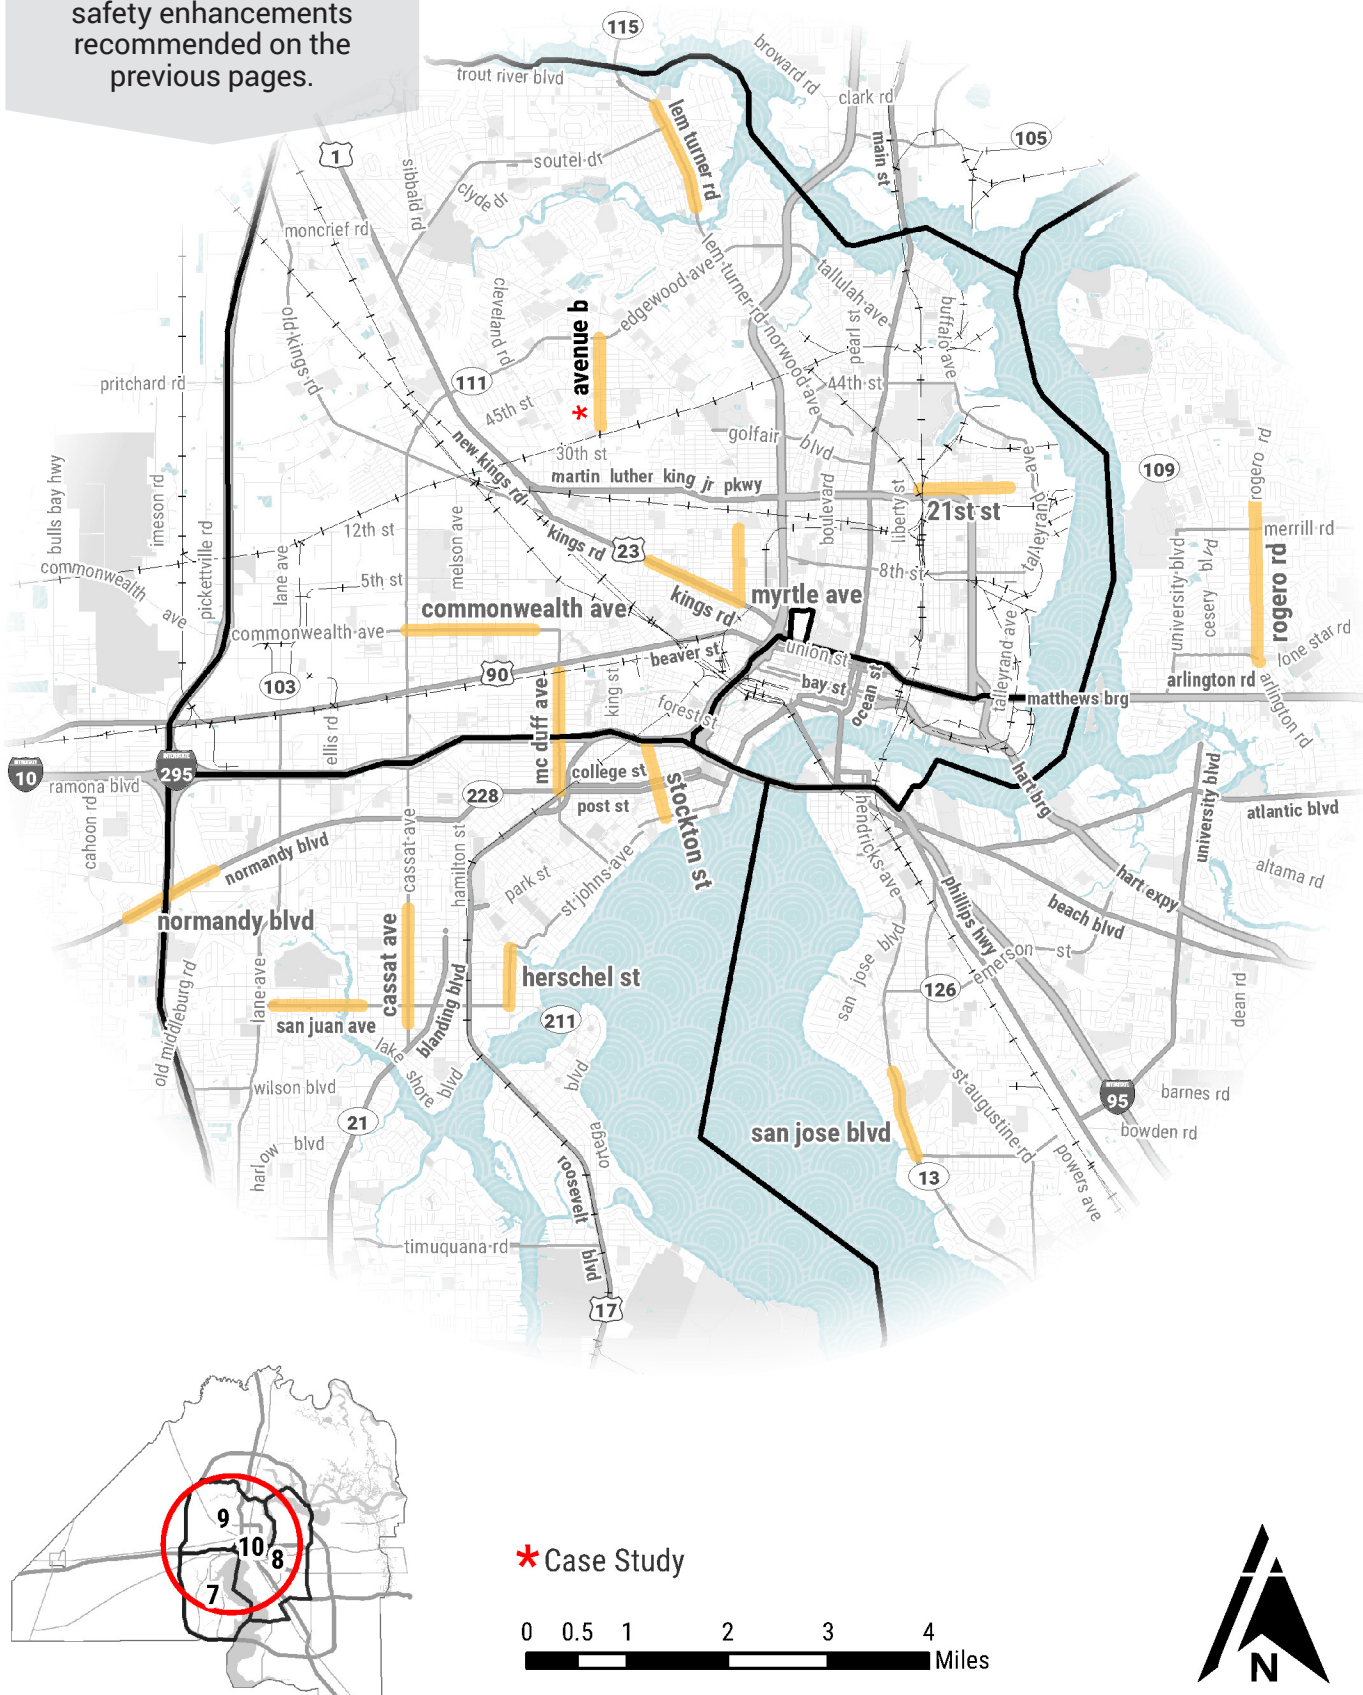 safety enhancements
recommended on the
previous pages.
115
broward rd
trout river blvd
clark rd
lem turner rd
main st
105
1
soutel dr
sibbald rd
clyde dr
moncrief rd
lem turner rd
edgewood ave
tallulah ave
cleveland rd
avenue b
*
old kings rd
norwood ave
pearl st
buffalo ave
pritchard rd
111
44th st
45th st
golfair blvd
new kings rd
30th st
martin luther king jr pkwy
109
rogero rd
bulls bay hwy
imeson rd
boulevard
liberty st
21st st
talleyrand ave
merrill rd
12th st
melson ave
kings rd
23
pickettville rd
lane ave
university blvd
cesery blvd
rogero rd
commonwealth ave
5th st
8th st
kings rd
myrtle ave
commonwealth ave
commonwealth ave
talleyrand ave
lone star rd
beaver st
union st
90
king st
bay st
ocean st
arlington rd
103
mc duff ave
forest st
matthews brg
arlington rd
ellis rd
10
295
ramona blvd
college st
stockton st
hart brg
university blvd
228
post st
hendricks ave
atlantic blvd
cahoon rd
cassat ave
hamilton st
normandy blvd
park st
st johns ave
phillips hwy
hart expy
altama rd
beach blvd
normandy blvd
cassat ave
san jose blvd
emerson st
herschel st
old middleburg rd
lane ave
blanding blvd
126
dean rd
san juan ave
211
lake shore blvd
wilson blvd
ortega blvd
st augustine rd
95
barnes rd
21
san jose blvd
bowden rd
harlow blvd
powers ave
13
roosevelt blvd
timuquana rd
17
9
10
8
7
* Case Study
0 0.5 1 2 3 4
Miles
N